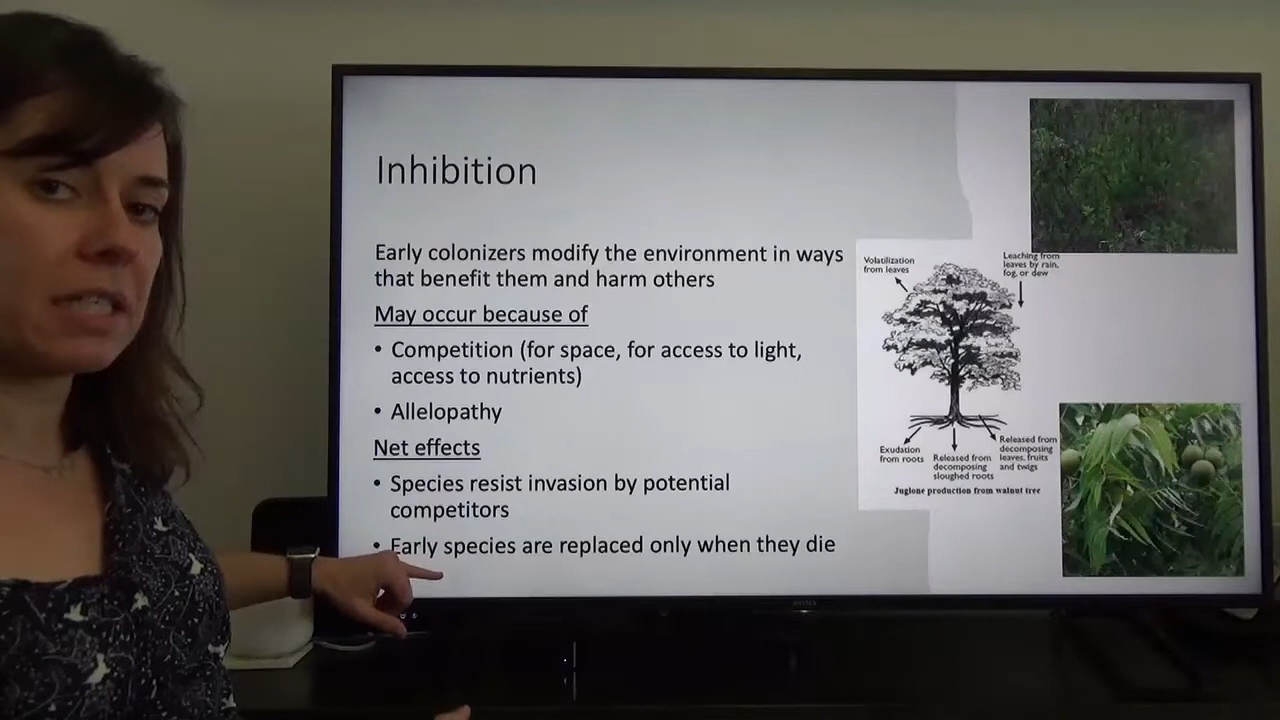 Inhibition
Early colonizers modify the environment in ways
that benefit them and harm others
May occur because of
• Competition (for space, for access to light,
access to nutrients)
• Allelopathy
Net effects
• Species resist invasion by potential
competitors
• Early species are replaced only when they die
Volatilization
from leaves
Leaching from
leaves by rain,
fog, or dew
Exudation
from roots
Released from
decomposing
sloughed roots
Released from
decomposing
leaves, fruits
and twigs
Juglone production from walnut tree
SONY